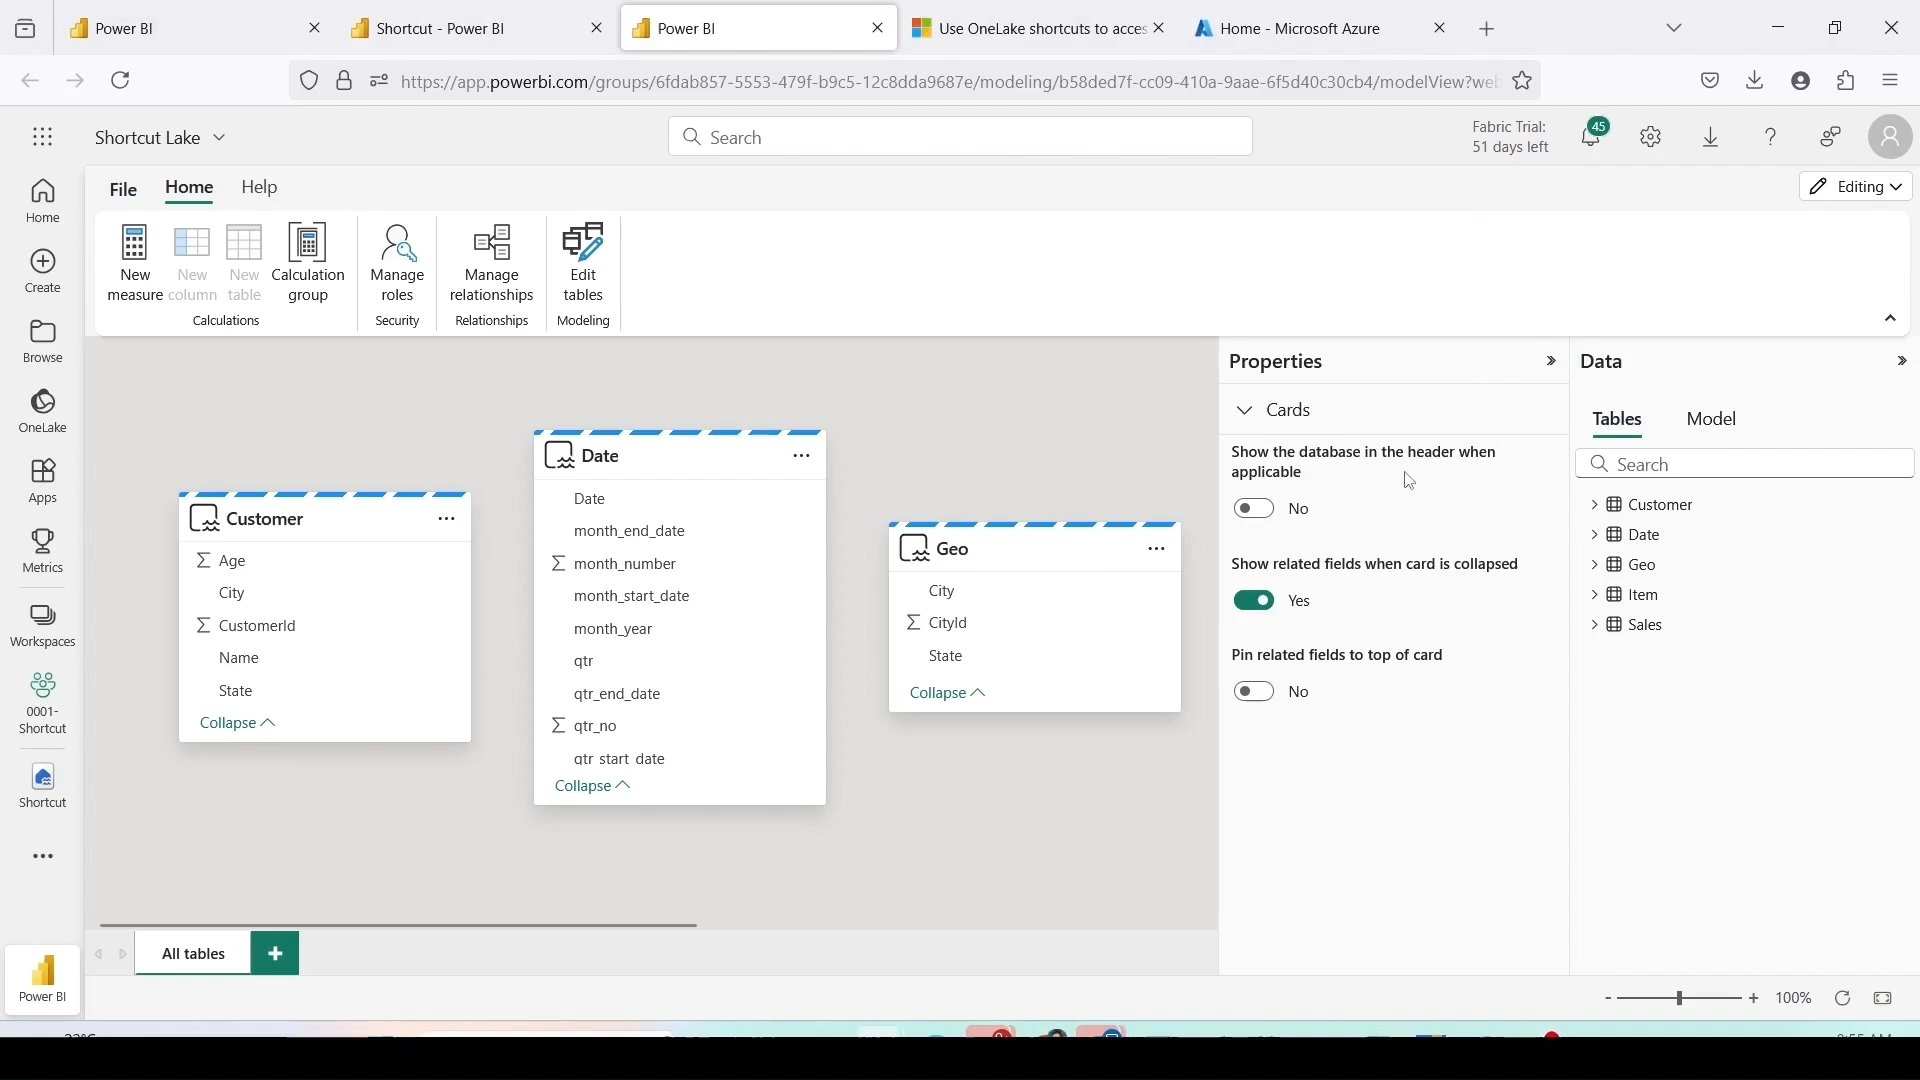 Power BI
Shortcut - Power BI
Power BI
Use OneLake shortcuts to acces
Home - Microsoft Azure
https://app.powerbi.com/groups/6fdab857-5553-479f-b9c5-12c8dda9687e/modeling/b58ded7f-cc09-410a-9aae-6f5d40c30cb4/modelView?web
Shortcut Lake
Search
Fabric Trial:
51 days left
45
File
Home
Help
Editing
New
measure
New
column
New
table
Calculation
group
Calculations
Manage
roles
Security
Manage
relationships
Relationships
Edit
tables
Modeling
Home
Create
Browse
OneLake
Apps
Metrics
Workspaces
0001-
Shortcut
Shortcut
Power BI
Customer
Age
City
CustomerId
Name
State
Collapse
Date
Date
month_end_date
month_number
month_start_date
month_year
qtr
qtr_end_date
qtr_no
qtr_start_date
Collapse
Geo
City
CityId
State
Collapse
Properties
Cards
Show the database in the header when
applicable
No
Show related fields when card is collapsed
Yes
Pin related fields to top of card
No
Data
Tables
Model
Search
Customer
Date
Geo
Item
Sales
All tables
100%